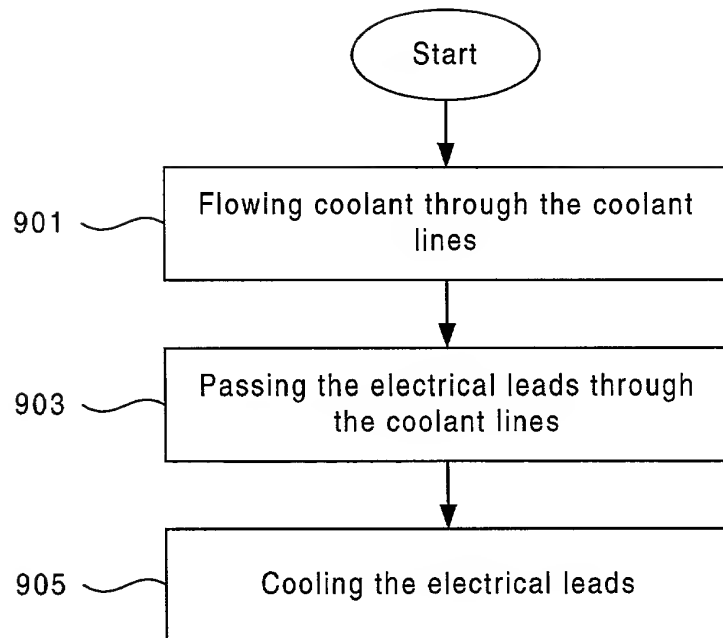 Start
901
Flowing coolant through the coolant
lines
903
Passing the electrical leads through
the coolant lines
905
Cooling the electrical leads